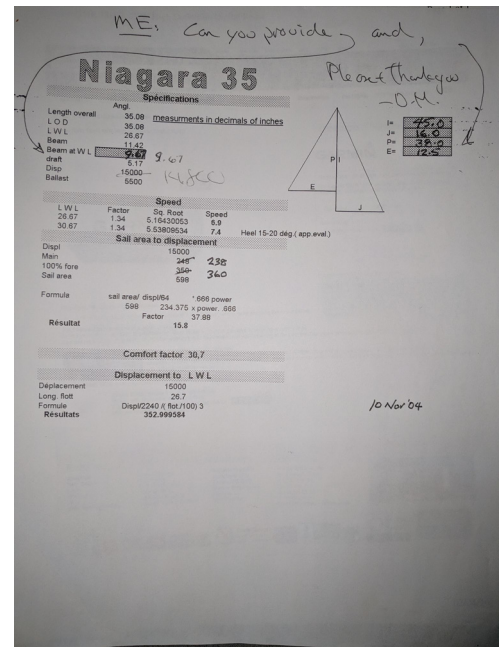 ME: Can you provide, and,
Please & Thank you
- D.M.
Niagara 35
Spécifications
Angl.
Length overall 35.08 measurments in decimals of inches
L O D 35.08
L W L 26.67
Beam 11.42
Beam at W L 9.67 9.67
draft 5.17
Disp 15000
Ballast 5500
I= 45.0
J= 16.0
P= 38.0
E= 12.5
P I
E
J
Speed
L W L Factor Sq. Root Speed
26.67 1.34 5.16430053 6.9
30.67 1.34 5.53809534 7.4 Heel 15-20 deg.( app.eval.)
Sail area to displacement
Displ 15000
Main 248 238
100% fore 350 360
Sail area 598
Formula sail area/ displ/64 ^.666 power
598 234.375 x power. .666
Factor 37.88
Résultat 15.8
Comfort factor 30,7
Displacement to L W L
Déplacement 15000
Long. flott 26.7
Formule Displ/2240 /( flot./100) 3
Résultats 352.999584
10 Nov '04